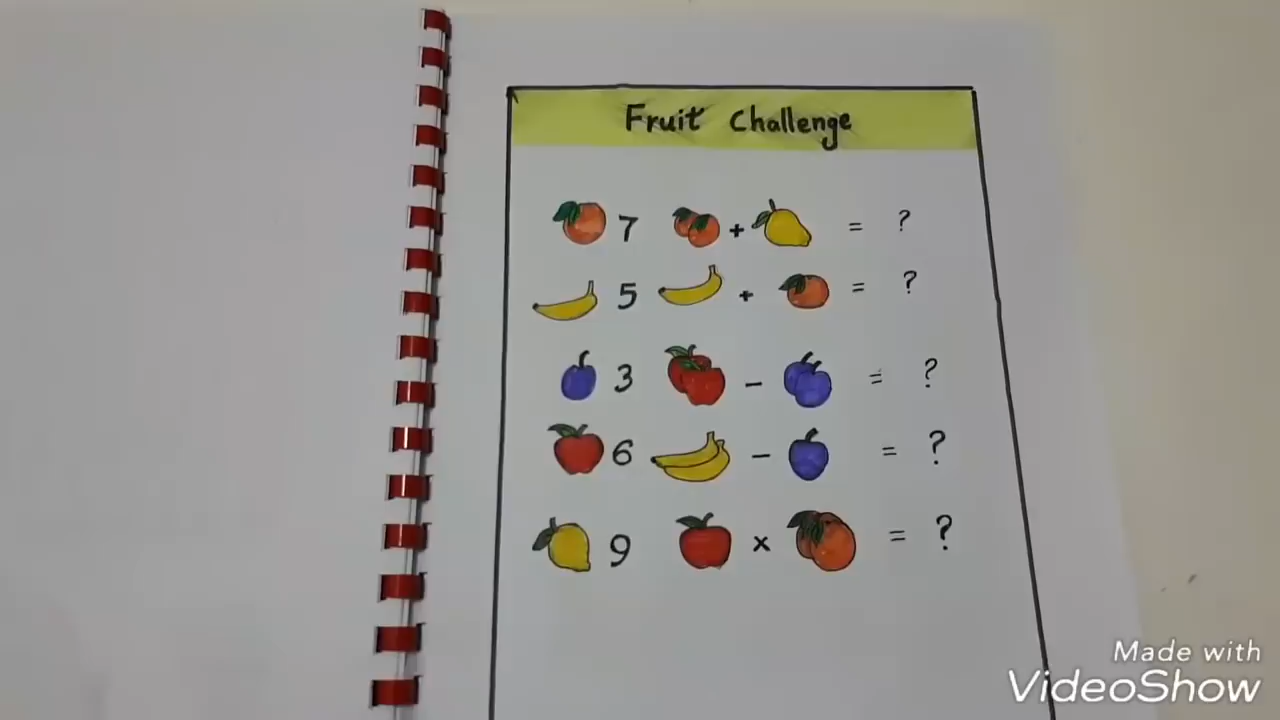 Fruit Challenge
7 + = ?
5 + = ?
3 - = ?
6 - = ?
9 x = ?
Made with
VideoShow